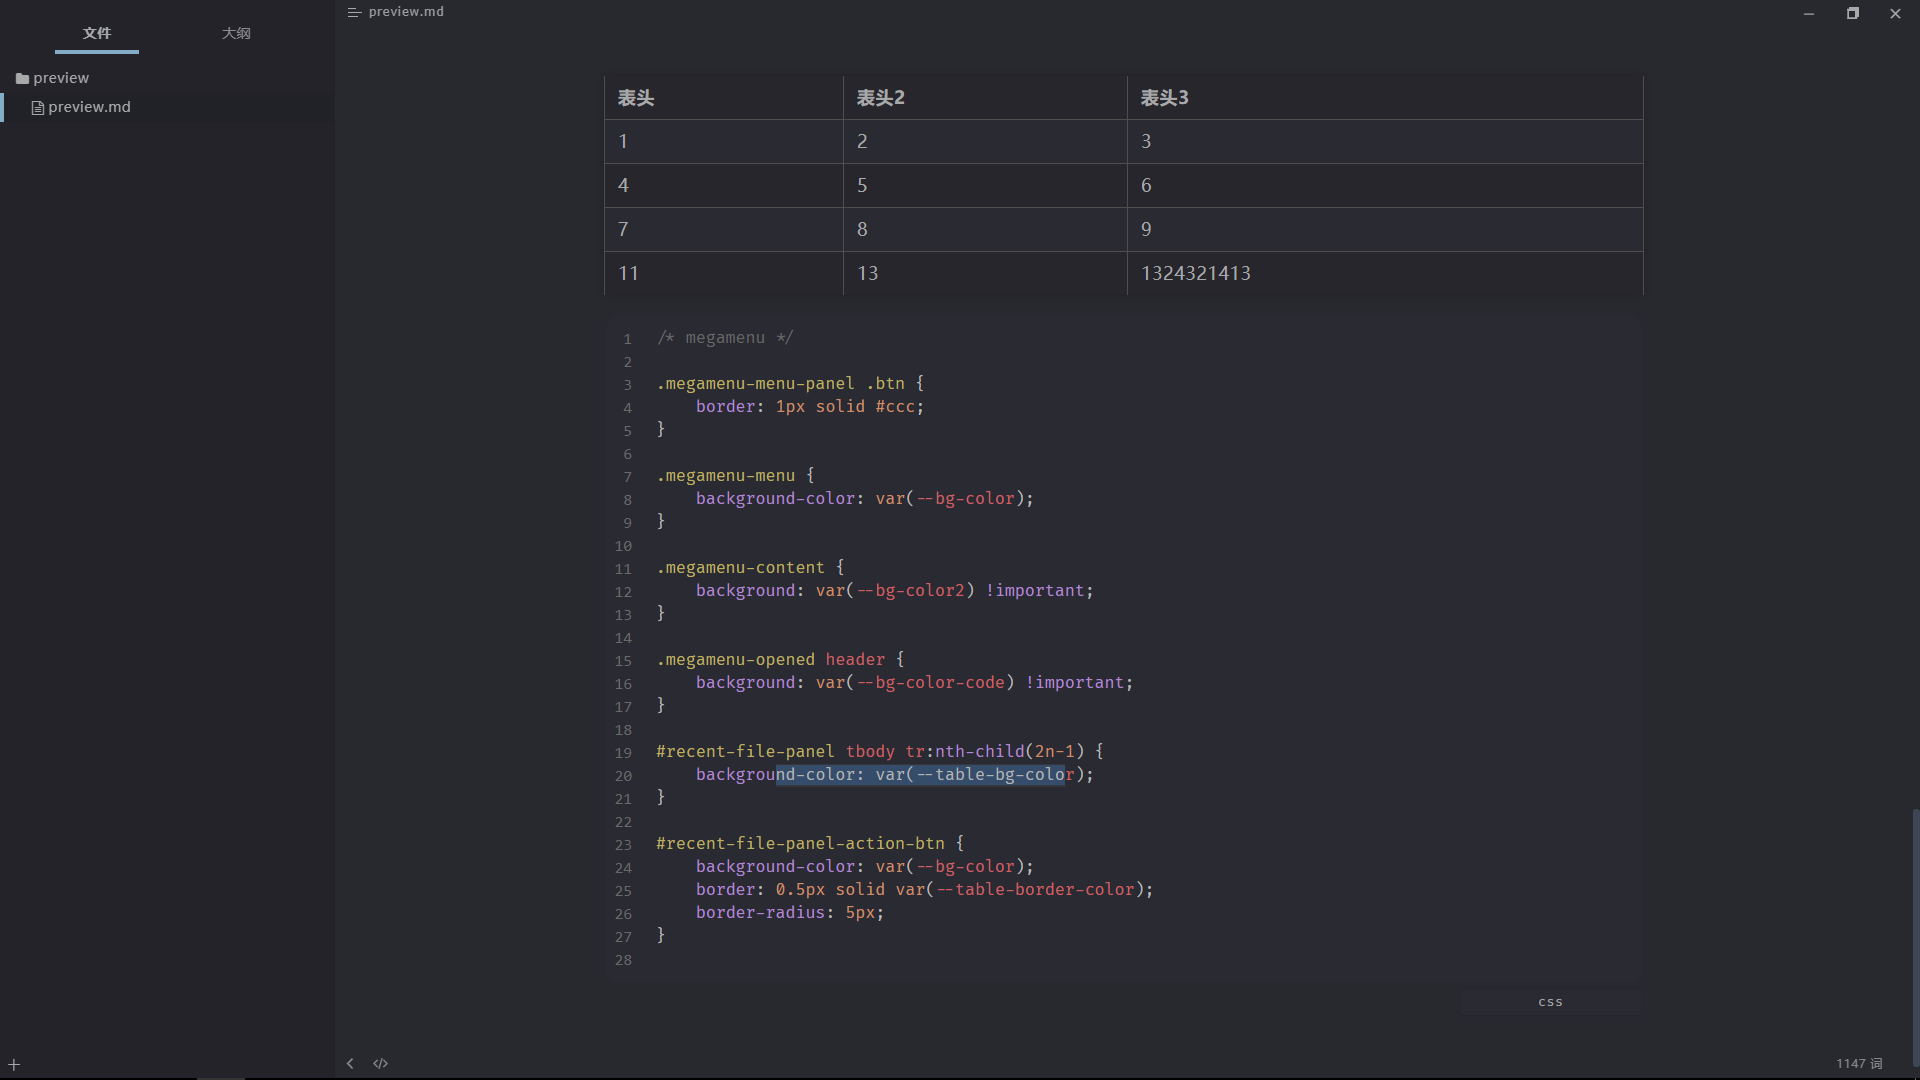 preview.md
文件 大纲
preview
preview.md
表头 表头2 表头3
1 2 3
4 5 6
7 8 9
11 13 1324321413
1 /* megamenu */
2
3 .megamenu-menu-panel .btn {
4     border: 1px solid #ccc;
5 }
6
7 .megamenu-menu {
8     background-color: var(--bg-color);
9 }
10
11 .megamenu-content {
12     background: var(--bg-color2) !important;
13 }
14
15 .megamenu-opened header {
16     background: var(--bg-color-code) !important;
17 }
18
19 #recent-file-panel tbody tr:nth-child(2n-1) {
20     background-color: var(--table-bg-color);
21 }
22
23 #recent-file-panel-action-btn {
24     background-color: var(--bg-color);
25     border: 0.5px solid var(--table-border-color);
26     border-radius: 5px;
27 }
28
css
1147 词